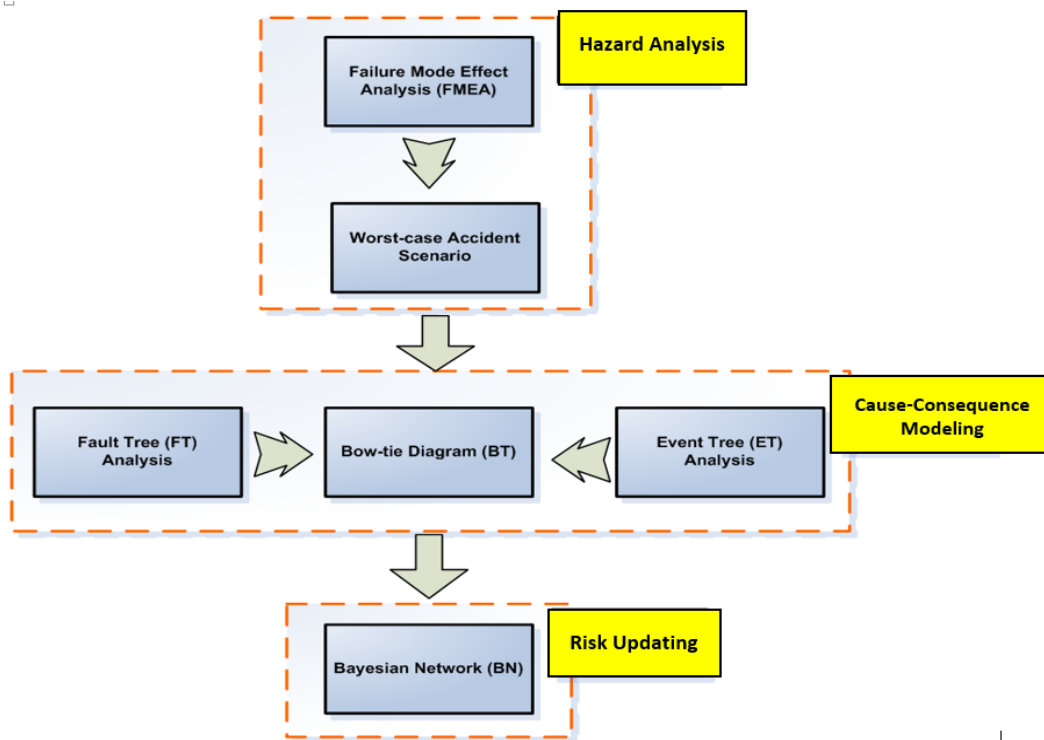 Hazard Analysis
Failure Mode Effect
Analysis (FMEA)
Worst-case Accident
Scenario
Cause-Consequence
Modeling
Fault Tree (FT)
Analysis
Bow-tie Diagram (BT)
Event Tree (ET)
Analysis
Risk Updating
Bayesian Network (BN)